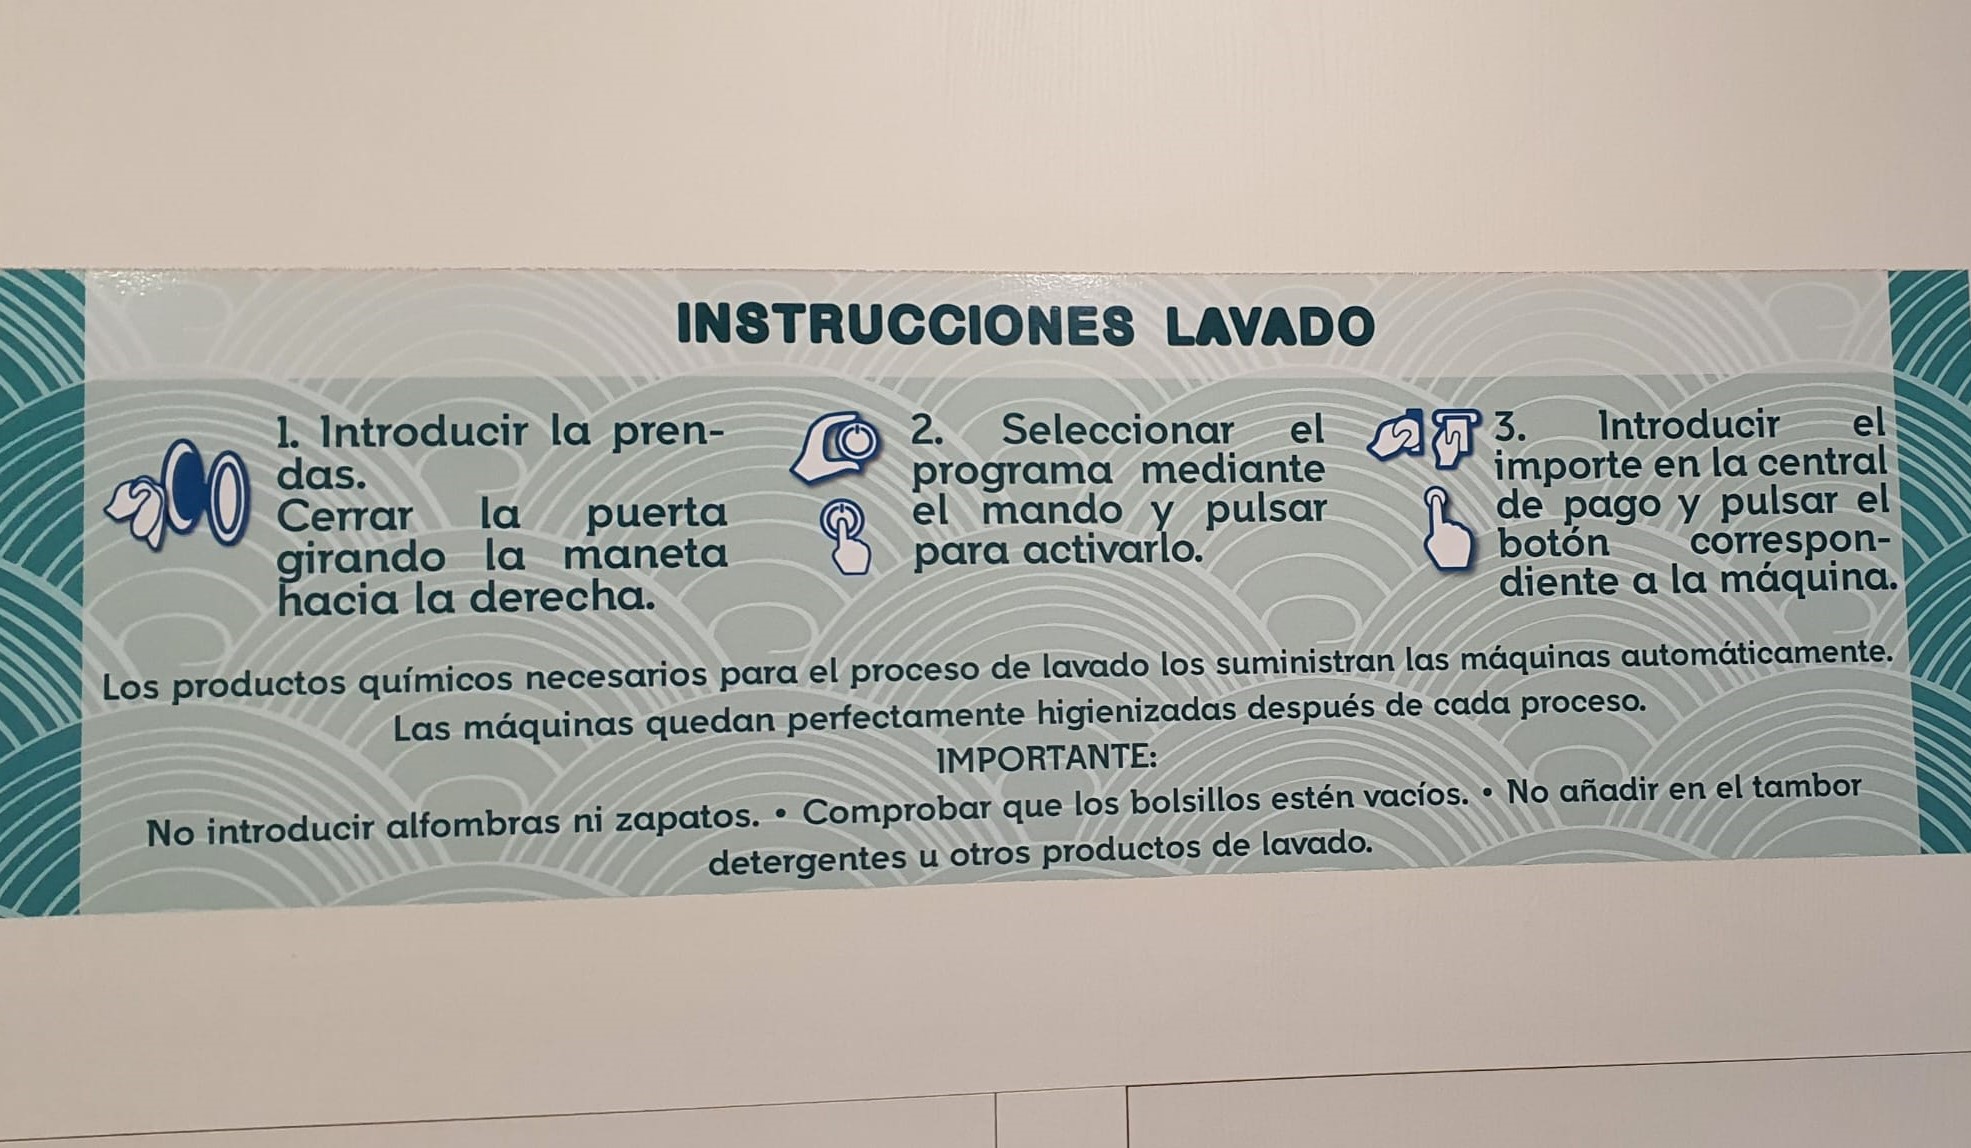 INSTRUCCIONES LAVADO
1. Introducir la pren-
das.
Cerrar la puerta
girando la maneta
hacia la derecha.
2. Seleccionar el
programa mediante
el mando y pulsar
para activarlo.
3. Introducir el
importe en la central
de pago y pulsar el
botón correspon-
diente a la máquina.
Los productos químicos necesarios para el proceso de lavado los suministran las máquinas automáticamente.
Las máquinas quedan perfectamente higienizadas después de cada proceso.
IMPORTANTE:
No introducir alfombras ni zapatos. • Comprobar que los bolsillos estén vacíos. • No añadir en el tambor
detergentes u otros productos de lavado.